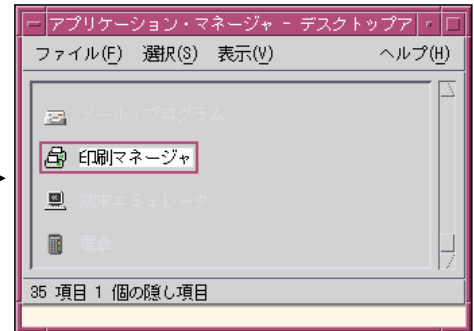 アプリケーション・マネージャ - デスクトップア
ファイル(F) 選択(S) 表示(V) ヘルプ(H)
メール・プログラム
印刷マネージャ
端末エミュレータ
電卓
35 項目 1 個の隠し項目